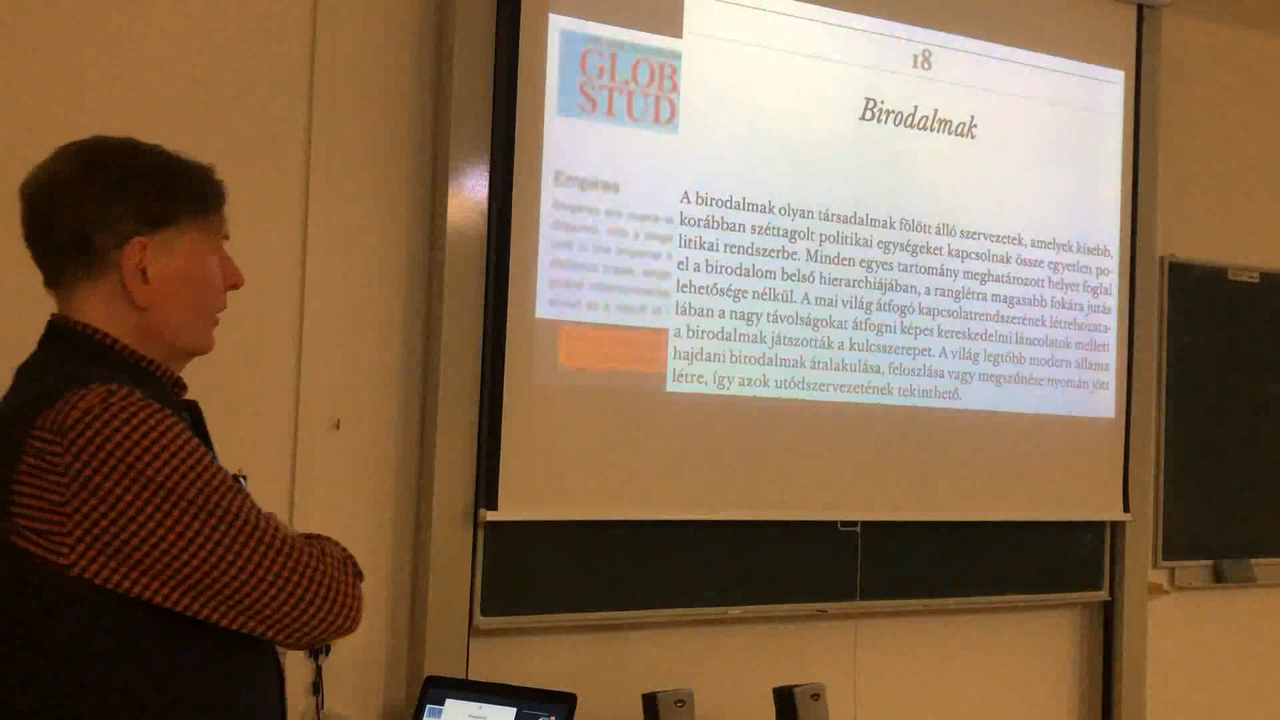 GLOB
STUD
Empires
18
Birodalmak
A birodalmak olyan társadalmak fölött álló szervezetek, amelyek kisebb,
korábban széttagolt politikai egységeket kapcsolnak össze egyetlen po-
litikai rendszerbe. Minden egyes tartomány meghatározott helyet foglal
el a birodalom belső hierarchiájában, a ranglétra magasabb fokára jutás
lehetősége nélkül. A mai világ átfogó kapcsolatrendszerének létrehozata-
lában a nagy távolságokat átfogni képes kereskedelmi láncolatok mellett
a birodalmak játszották a kulcsszerepet. A világ legtöbb modern állama
hajdani birodalmak átalakulása, feloszlása vagy megszűnése nyomán jött
létre, így azok utódszervezetének tekinthető.